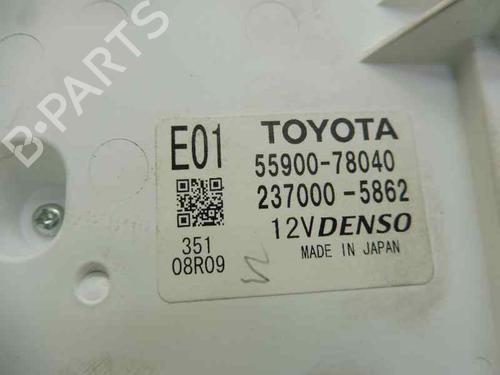 B-PARTS
E01 TOYOTA
55900-78040
237000-5862
12V DENSO
351
08R09
MADE IN JAPAN